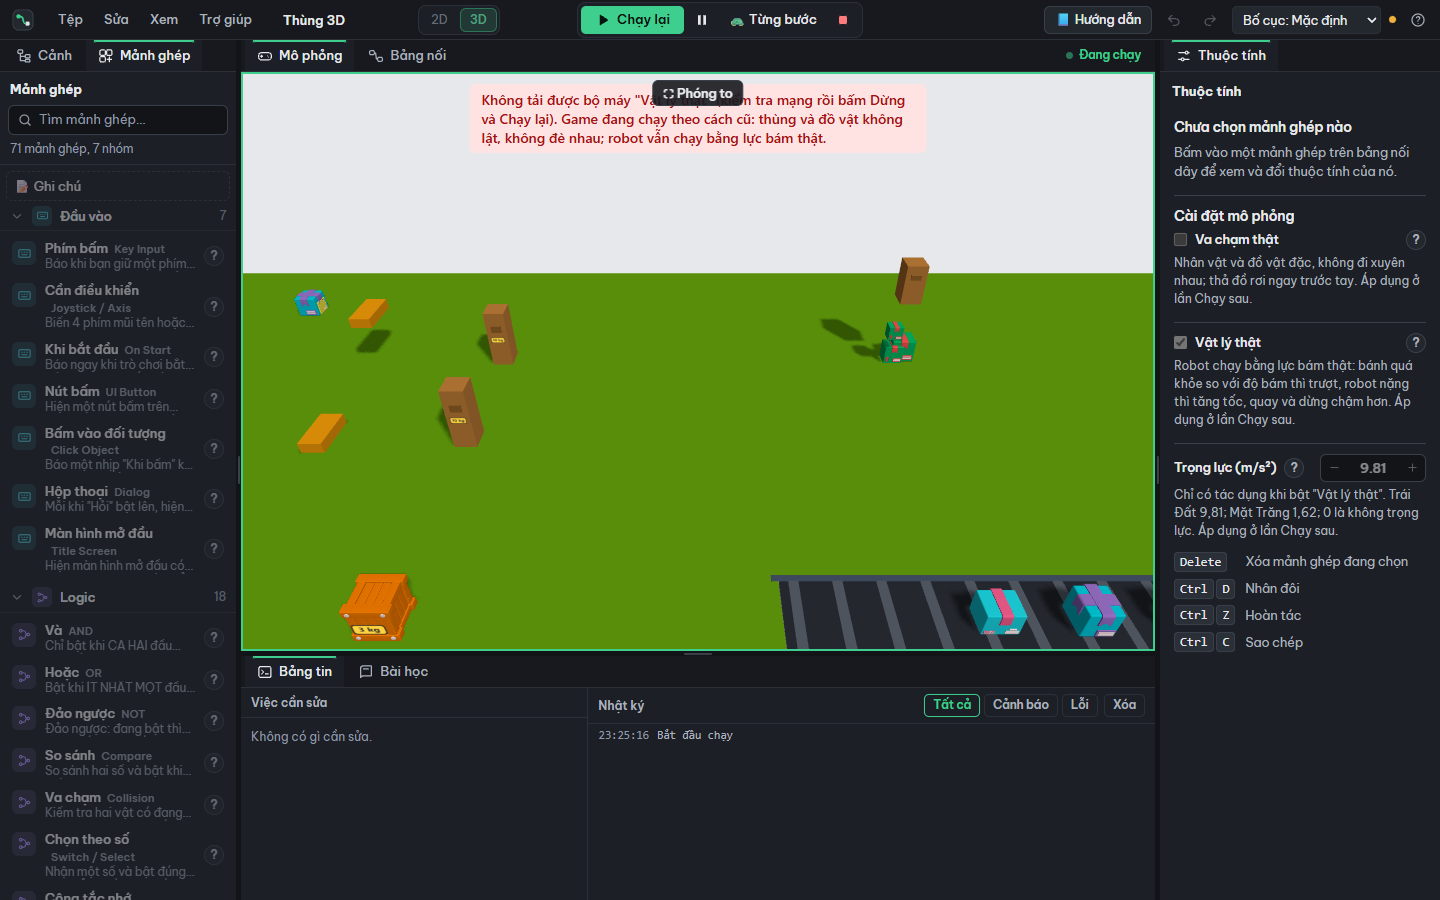 Tệp Sửa Xem Trợ giúp Thùng 3D 2D 3D Chạy lại Từng bước Hướng dẫn Bố cục: Mặc định
Cảnh Mảnh ghép
Mô phỏng Bảng nối Đang chạy
Thuộc tính
Mảnh ghép
Tìm mảnh ghép...
71 mảnh ghép, 7 nhóm
Ghi chú
Đầu vào 7
Phím bấm Key Input ?
Báo khi bạn giữ một phím...
Cần điều khiển
Joystick / Axis ?
Biến 4 phím mũi tên hoặc...
Khi bắt đầu On Start ?
Báo ngay khi trò chơi bắt...
Nút bấm UI Button ?
Hiện một nút bấm trên...
Bấm vào đối tượng
Click Object ?
Báo một nhịp "Khi bấm" k...
Hộp thoại Dialog ?
Mỗi khi "Hỏi" bật lên, hiện...
Màn hình mở đầu
Title Screen ?
Hiện màn hình mở đầu có...
Logic 18
Và AND ?
Chỉ bật khi CẢ HAI đầu...
Hoặc OR ?
Bật khi ÍT NHẤT MỘT đầu...
Đảo ngược NOT ?
Đảo ngược: đang bật thì...
So sánh Compare ?
So sánh hai số và bật khi...
Va chạm Collision ?
Kiểm tra hai vật có đang...
Chọn theo số
Switch / Select ?
Nhận một số và bật đúng...
Công tắc nhớ
Phóng to
Không tải được bộ máy "Vật lý tra mạng rồi bấm Dừng
và Chạy lại). Game đang chạy theo cách cũ: thùng và đồ vật không
lật, không đè nhau; robot vẫn chạy bằng lực bám thật.
3 kg
Bảng tin Bài học
Việc cần sửa
Không có gì cần sửa.
Nhật ký Tất cả Cảnh báo Lỗi Xóa
23:25:16 Bắt đầu chạy
Thuộc tính
Chưa chọn mảnh ghép nào
Bấm vào một mảnh ghép trên bảng nối
dây để xem và đổi thuộc tính của nó.
Cài đặt mô phỏng
Va chạm thật ?
Nhân vật và đồ vật đặc, không đi xuyên
nhau; thả đồ rơi ngay trước tay. Áp dụng ở
lần Chạy sau.
Vật lý thật ?
Robot chạy bằng lực bám thật: bánh quá
khỏe so với độ bám thì trượt, robot nặng
thì tăng tốc, quay và dừng chậm hơn. Áp
dụng ở lần Chạy sau.
Trọng lực (m/s²) ? − 9.81 +
Chỉ có tác dụng khi bật "Vật lý thật". Trái
Đất 9,81; Mặt Trăng 1,62; 0 là không trọng
lực. Áp dụng ở lần Chạy sau.
Delete Xóa mảnh ghép đang chọn
Ctrl D Nhân đôi
Ctrl Z Hoàn tác
Ctrl C Sao chép